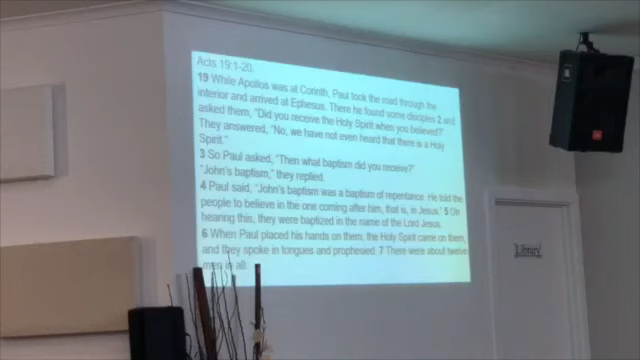 Acts 19:1-20.
19 While Apollos was at Corinth, Paul took the road through the
interior and arrived at Ephesus. There he found some disciples 2 and
asked them, "Did you receive the Holy Spirit when you believed?"
They answered, "No, we have not even heard that there is a Holy
Spirit."
3 So Paul asked, "Then what baptism did you receive?"
"John's baptism," they replied.
4 Paul said, "John's baptism was a baptism of repentance. He told the
people to believe in the one coming after him, that is, in Jesus." 5 On
hearing this, they were baptized in the name of the Lord Jesus.
6 When Paul placed his hands on them, the Holy Spirit came on them,
and they spoke in tongues and prophesied. 7 There were about twelve
men in all.
Library